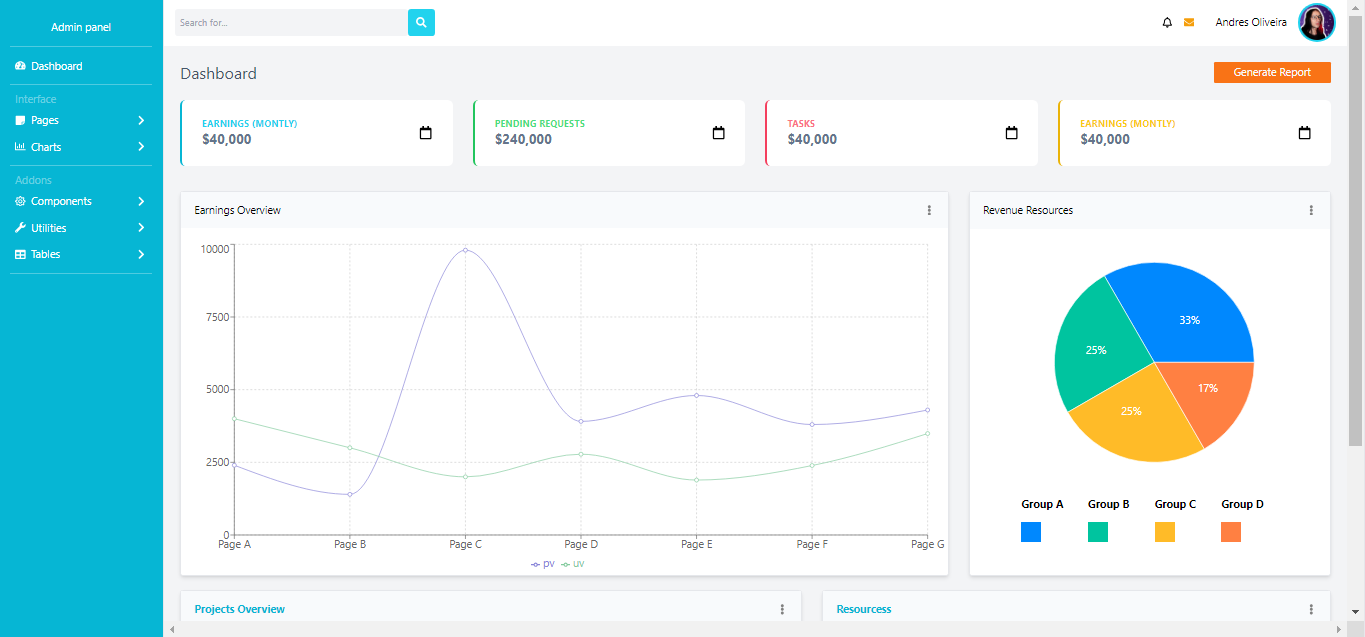 Admin panel
Dashboard
Interface
Pages
Charts
Addons
Components
Utilities
Tables
Search for...
Andres Oliveira
Dashboard
Generate Report
EARNINGS (MONTLY)
$40,000
PENDING REQUESTS
$240,000
TASKS
$40,000
EARNINGS (MONTLY)
$40,000
Earnings Overview
10000
7500
5000
2500
0
Page A Page B Page C Page D Page E Page F Page G
pv uv
Revenue Resources
33%
25%
25%
17%
Group A Group B Group C Group D
Projects Overview
Resourcess